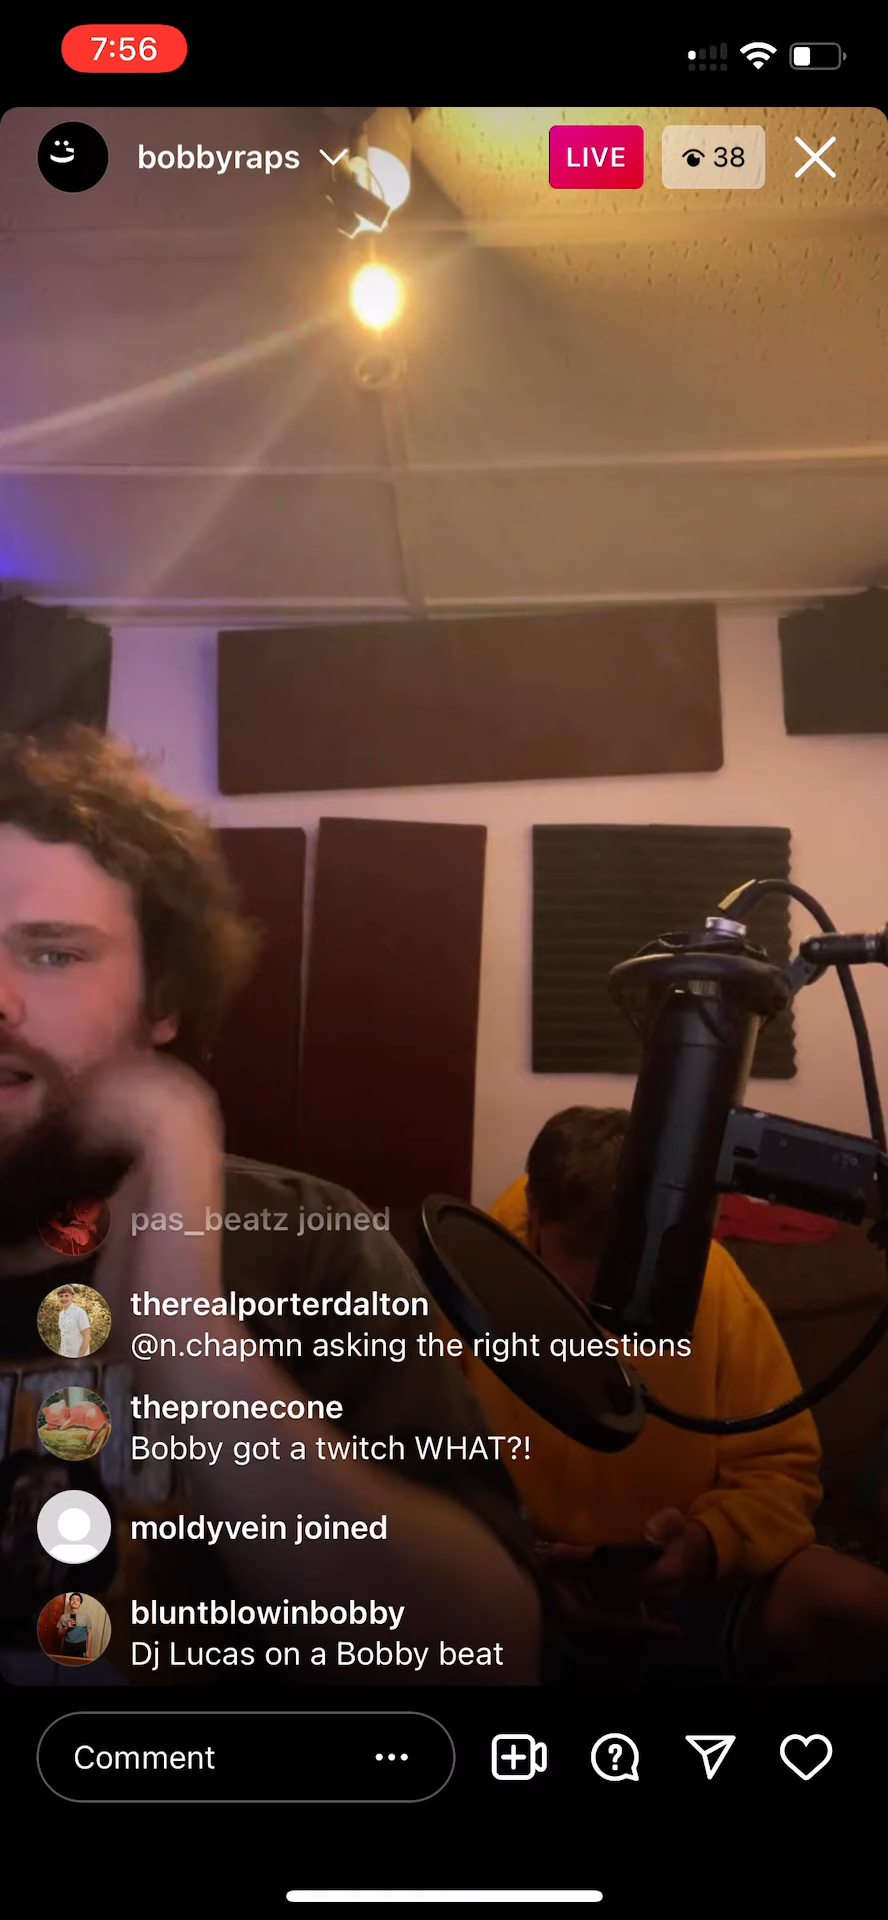 7:56
bobbyraps
LIVE
38
pas_beatz joined
therealporterdalton
@n.chapmn asking the right questions
thepronecone
Bobby got a twitch WHAT?!
moldyvein joined
bluntblowinbobby
Dj Lucas on a Bobby beat
Comment